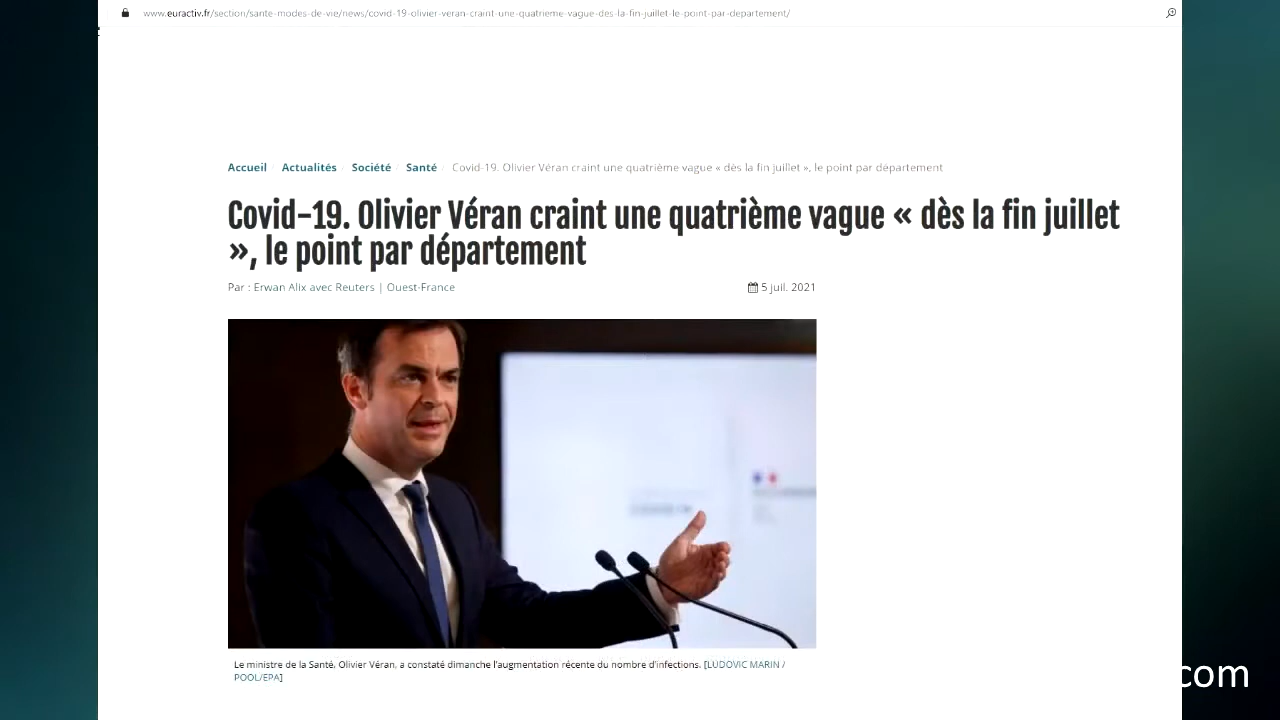 www.euractiv.fr/section/sante-modes-de-vie/news/covid-19-olivier-veran-craint-une-quatrieme-vague-des-la-fin-juillet-le-point-par-departement/
Accueil / Actualités / Société / Santé / Covid-19. Olivier Véran craint une quatrième vague « dès la fin juillet », le point par département
Covid-19. Olivier Véran craint une quatrième vague « dès la fin juillet
», le point par département
Par : Erwan Alix avec Reuters | Ouest-France
5 juil. 2021
Le ministre de la Santé, Olivier Véran, a constaté dimanche l'augmentation récente du nombre d'infections. [LUDOVIC MARIN /
POOL/EPA]
com